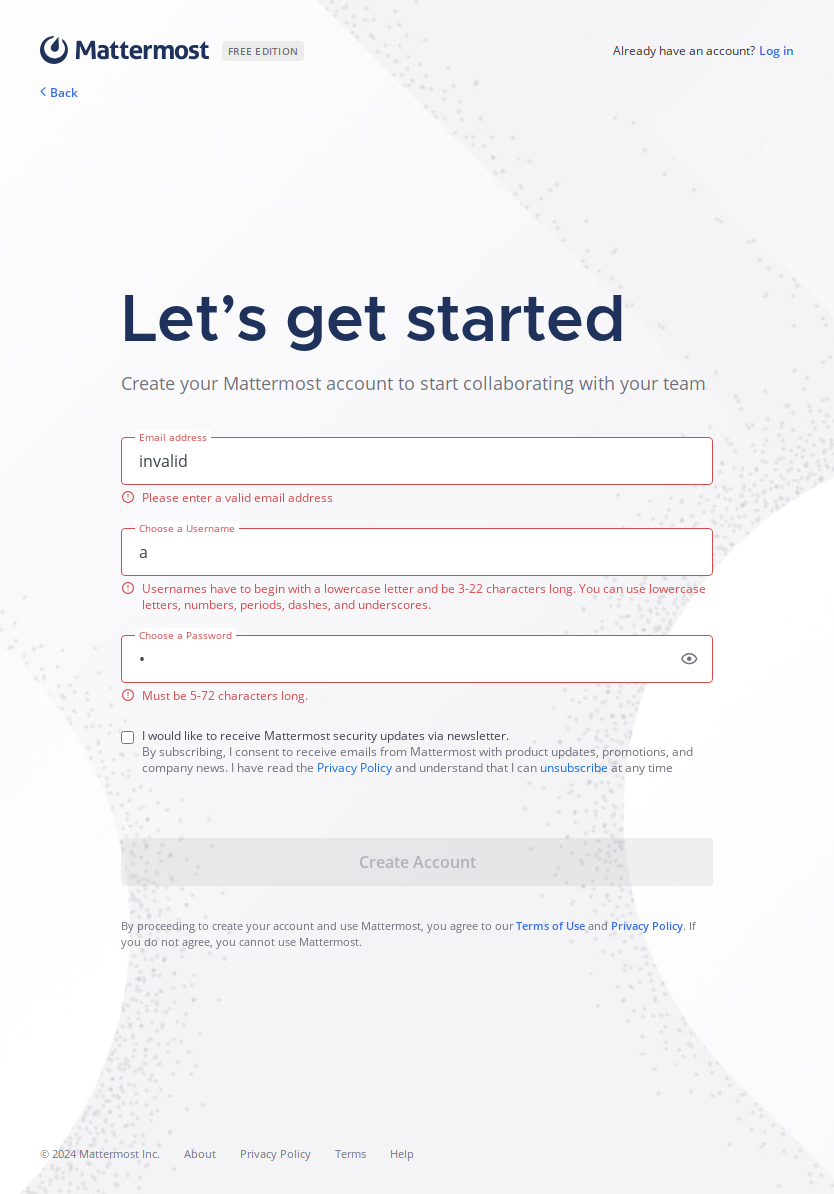 Mattermost FREE EDITION
Already have an account? Log in
Back
Let’s get started
Create your Mattermost account to start collaborating with your team
Email address
invalid
Please enter a valid email address
Choose a Username
a
Usernames have to begin with a lowercase letter and be 3-22 characters long. You can use lowercase
letters, numbers, periods, dashes, and underscores.
Choose a Password
•
Must be 5-72 characters long.
I would like to receive Mattermost security updates via newsletter.
By subscribing, I consent to receive emails from Mattermost with product updates, promotions, and
company news. I have read the Privacy Policy and understand that I can unsubscribe at any time
Create Account
By proceeding to create your account and use Mattermost, you agree to our Terms of Use and Privacy Policy. If
you do not agree, you cannot use Mattermost.
© 2024 Mattermost Inc. About Privacy Policy Terms Help